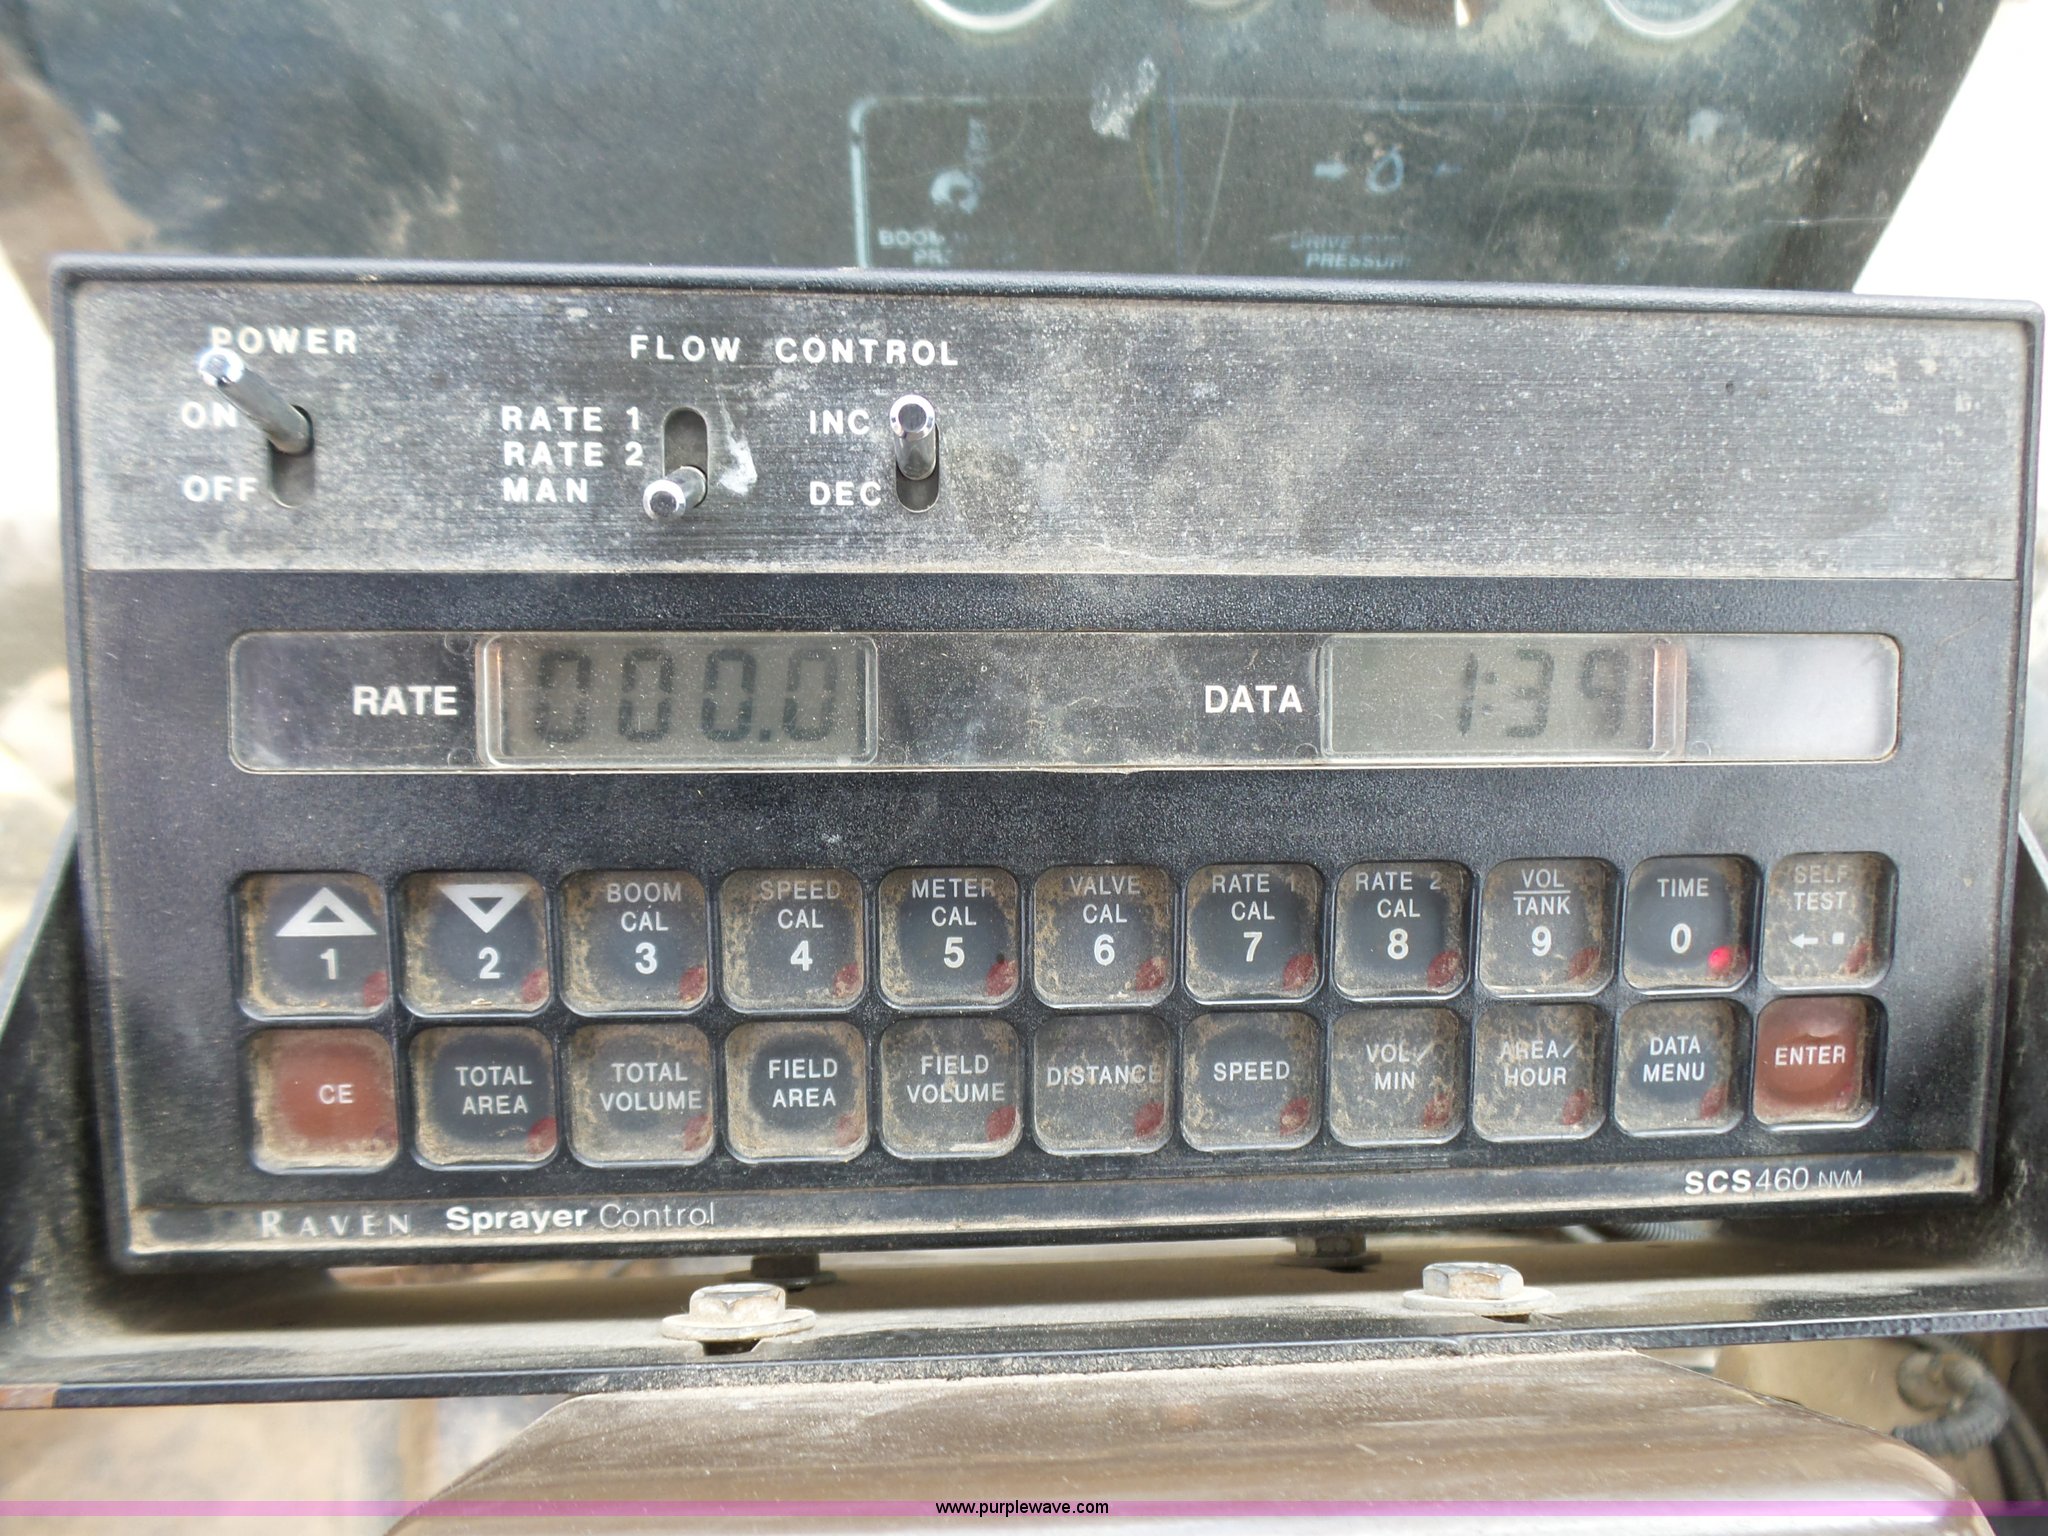 BOOM
PRESSURE
POWER
ON
OFF
FLOW CONTROL
RATE 1
RATE 2
MAN
INC
DEC
RATE 000.0
DATA 1:39
1
2
BOOM CAL 3
SPEED CAL 4
METER CAL 5
VALVE CAL 6
RATE 1 CAL 7
RATE 2 CAL 8
VOL TANK 9
TIME 0
SELF TEST
CE
TOTAL AREA
TOTAL VOLUME
FIELD AREA
FIELD VOLUME
DISTANCE
SPEED
VOL/ MIN
AREA/ HOUR
DATA MENU
ENTER
RAVEN Sprayer Control
SCS460 NVM
www.purplewave.com